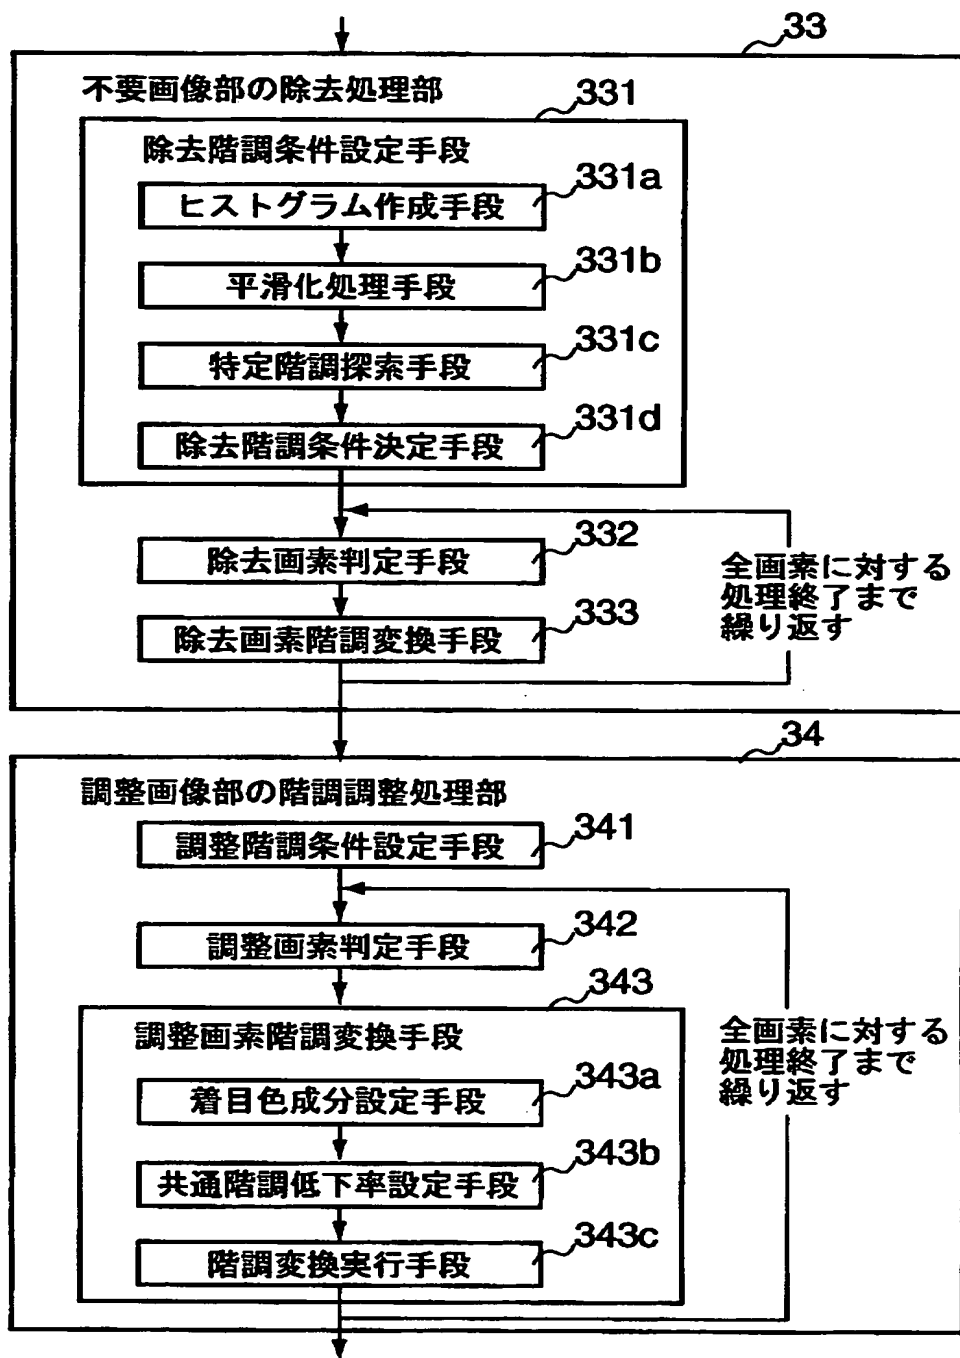 33
不要画像部の除去処理部
331
除去階調条件設定手段
331a
ヒストグラム作成手段
331b
平滑化処理手段
331c
特定階調探索手段
331d
除去階調条件決定手段
332
除去画素判定手段
全画素に対する
処理終了まで
繰り返す
333
除去画素階調変換手段
34
調整画像部の階調調整処理部
341
調整階調条件設定手段
342
調整画素判定手段
343
調整画素階調変換手段
全画素に対する
処理終了まで
繰り返す
343a
着目色成分設定手段
343b
共通階調低下率設定手段
343c
階調変換実行手段